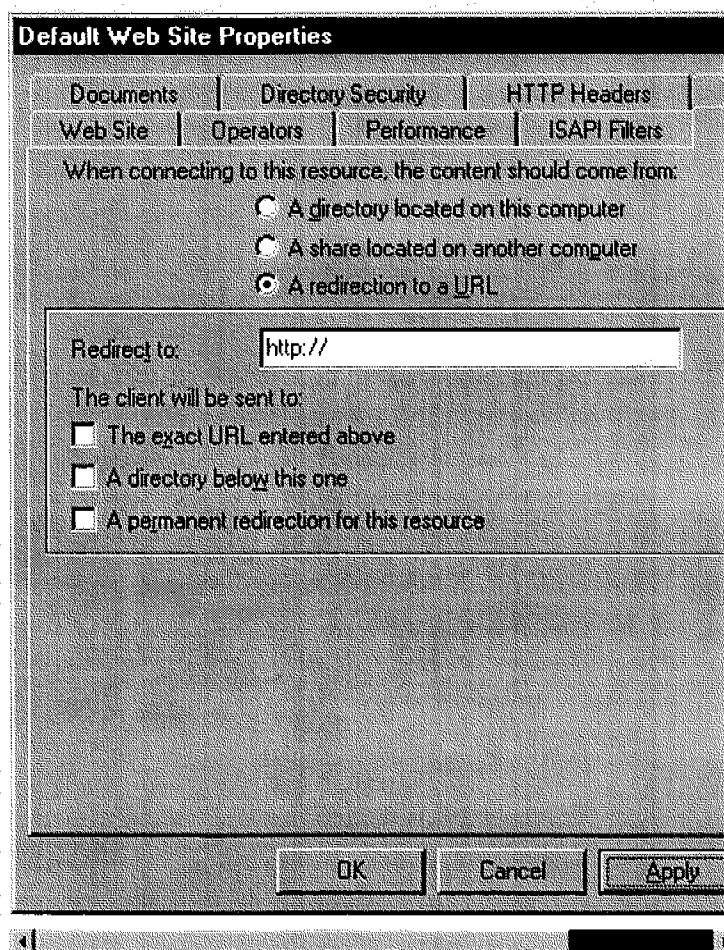 Default Web Site Properties
Documents Directory Security HTTP Headers
Web Site Operators Performance ISAPI Filters
When connecting to this resource, the content should come from:
A directory located on this computer
A share located on another computer
A redirection to a URL
Redirect to: http://
The client will be sent to:
The exact URL entered above
A directory below this one
A permanent redirection for this resource
OK Cancel Apply